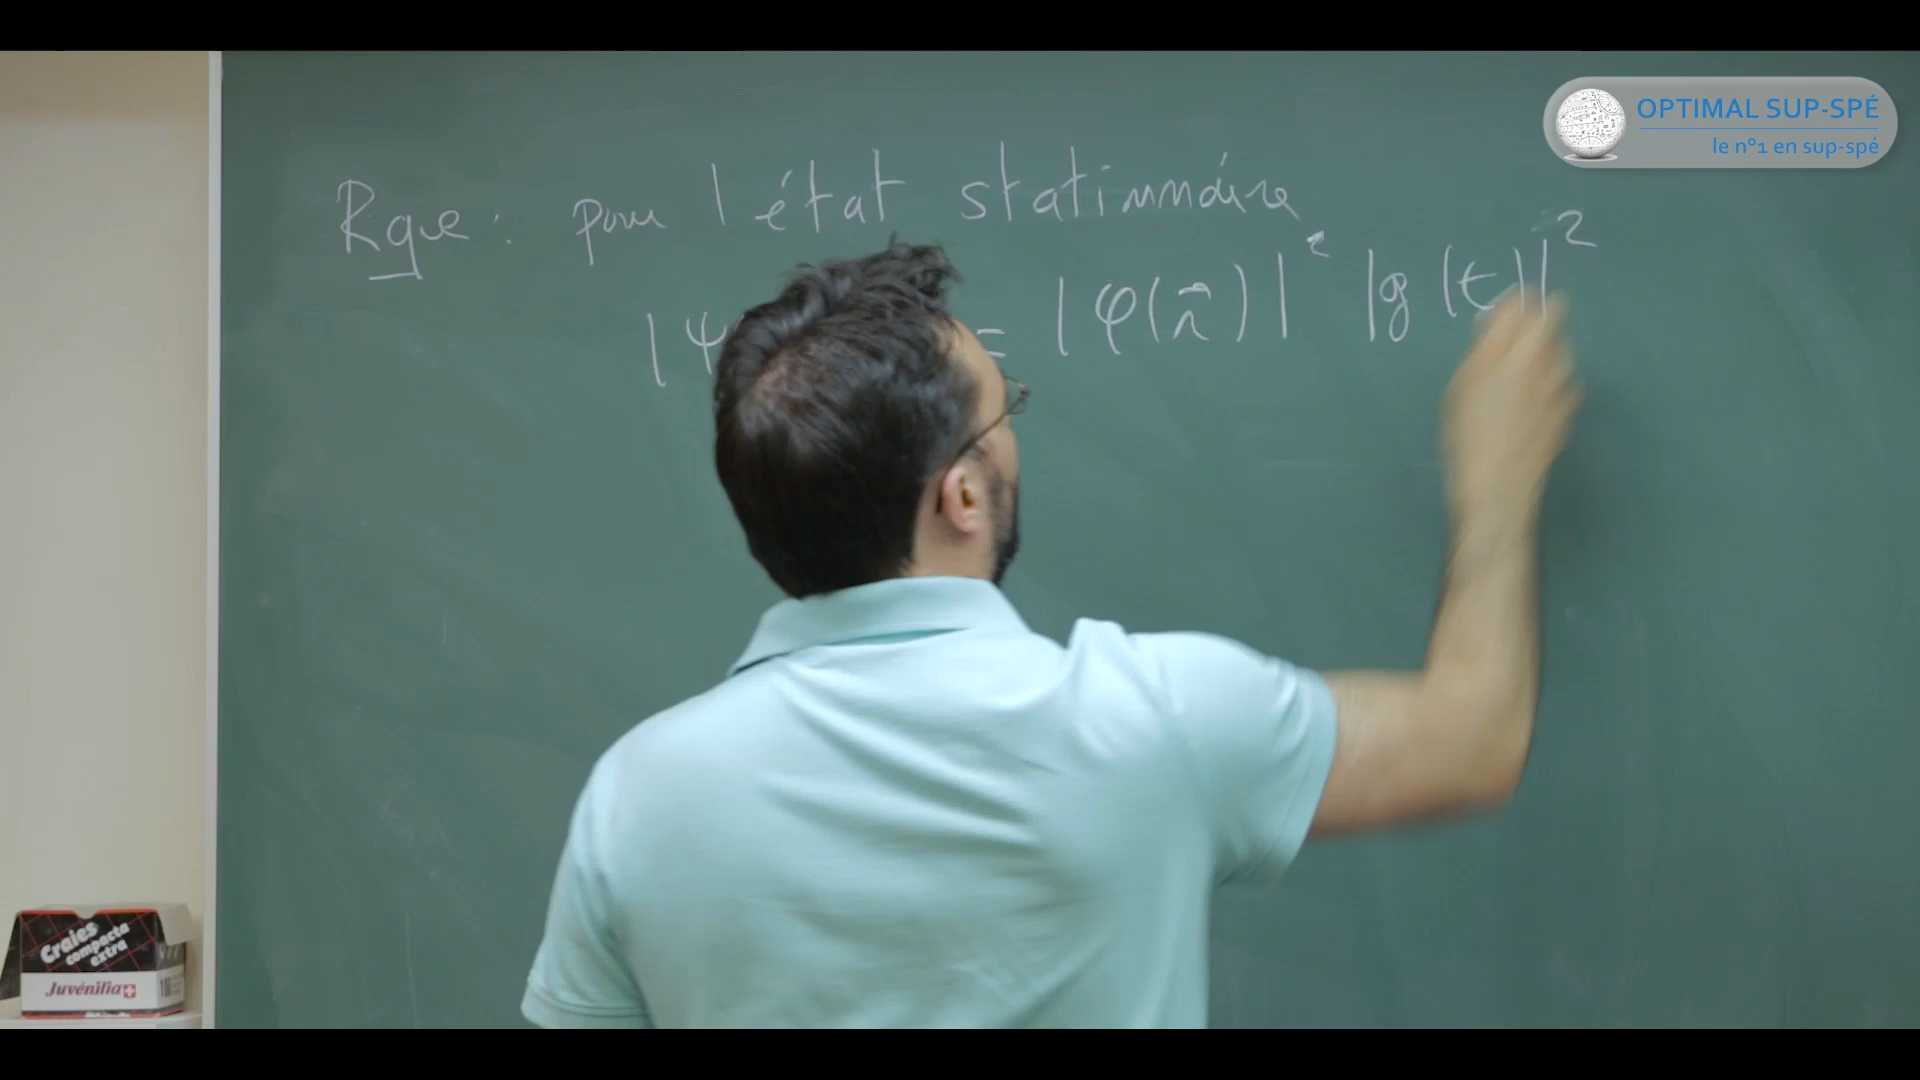 OPTIMAL SUP-SPÉ
le n°1 en sup-spé
Rque : pour l'état stationnaire
|Ψ = |φ(r⃗)|² |g(t)|²
Craies
compacta
extra
Juvénilia